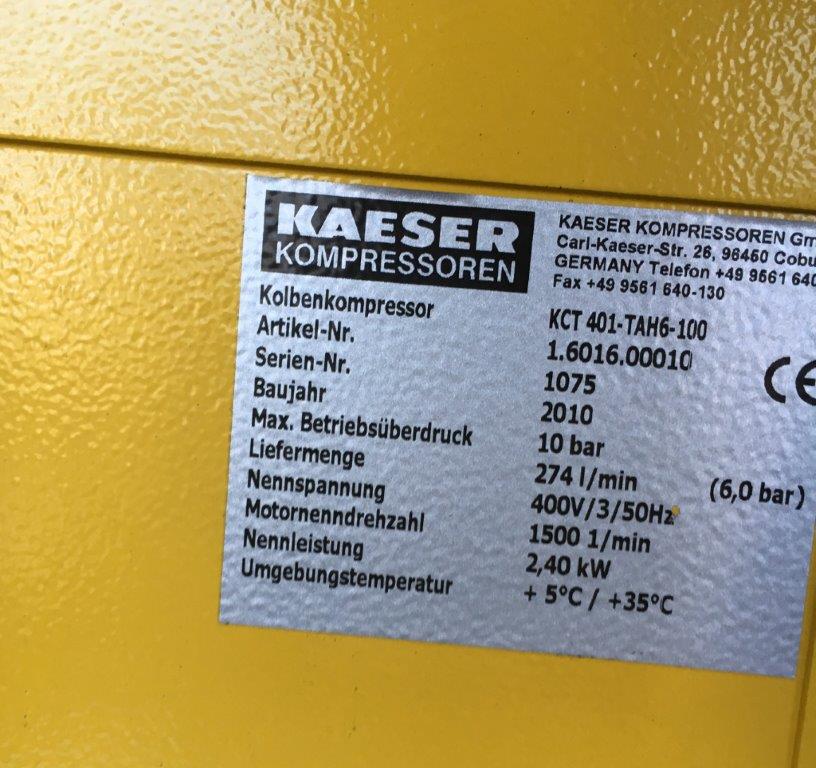 KAESER
KOMPRESSOREN
KAESER KOMPRESSOREN
Carl-Kaeser-Str. 26, 96450
GERMANY Telefon +49 9561
Fax +49 9561 640-130
Kolbenkompressor KCT 401-TAH6-100
Artikel-Nr. 1.6016.00010
Serien-Nr. 1075
Baujahr 2010
Max. Betriebsüberdruck 10 bar
Liefermenge 274 l/min (6,0 bar)
Nennspannung 400V/3/50Hz
Motornenndrehzahl 1500 1/min
Nennleistung 2,40 kW
Umgebungstemperatur + 5°C / +35°C
CE